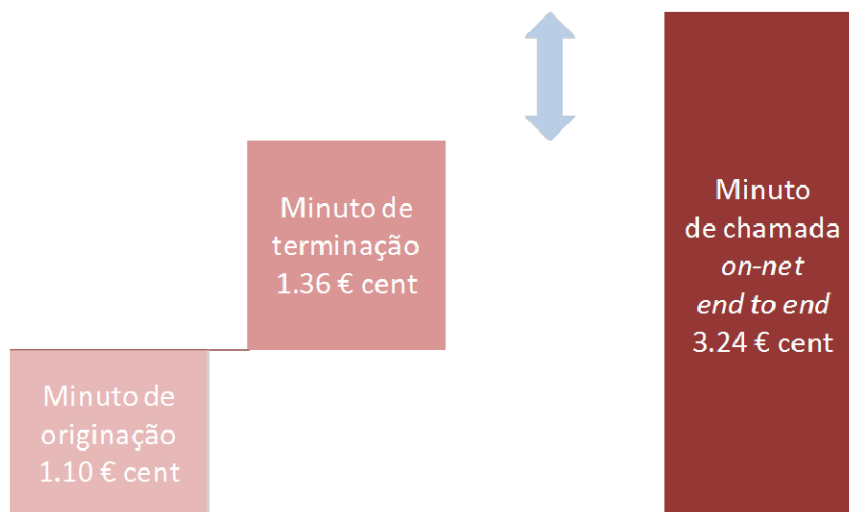 Minuto de
terminação
1.36 € cent
Minuto
de chamada
on-net
end to end
3.24 € cent
Minuto de
originação
1.10 € cent